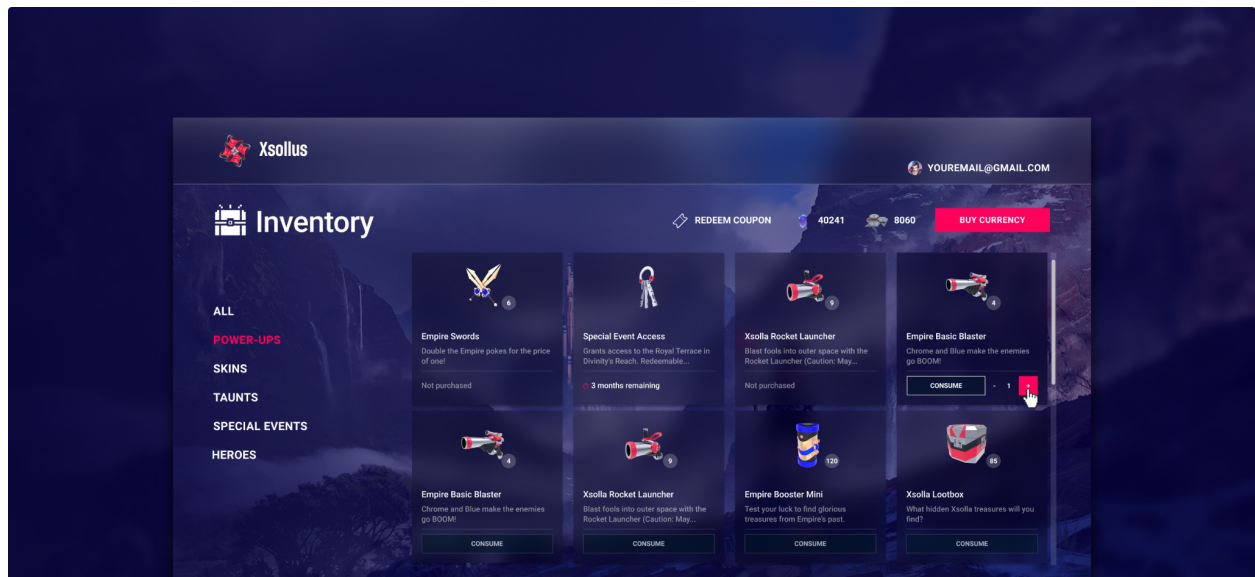 Xsollus
YOUREMAIL@GMAIL.COM
Inventory
REDEEM COUPON
40241
8060
BUY CURRENCY
ALL
POWER-UPS
SKINS
TAUNTS
SPECIAL EVENTS
HEROES
6
Empire Swords
Double the Empire pokes for the price
of one!
Not purchased
Special Event Access
Grants access to the Royal Terrace in
Divinity's Reach. Redeemable...
3 months remaining
9
Xsolla Rocket Launcher
Blast fools into outer space with the
Rocket Launcher (Caution: May...
Not purchased
4
Empire Basic Blaster
Chrome and Blue make the enemies
go BOOM!
CONSUME - 1 +
4
Empire Basic Blaster
Chrome and Blue make the enemies
go BOOM!
CONSUME
9
Xsolla Rocket Launcher
Blast fools into outer space with the
Rocket Launcher (Caution: May...
CONSUME
120
Empire Booster Mini
Test your luck to find glorious
treasures from Empire's past.
CONSUME
85
Xsolla Lootbox
What hidden Xsolla treasures will you
find?
CONSUME